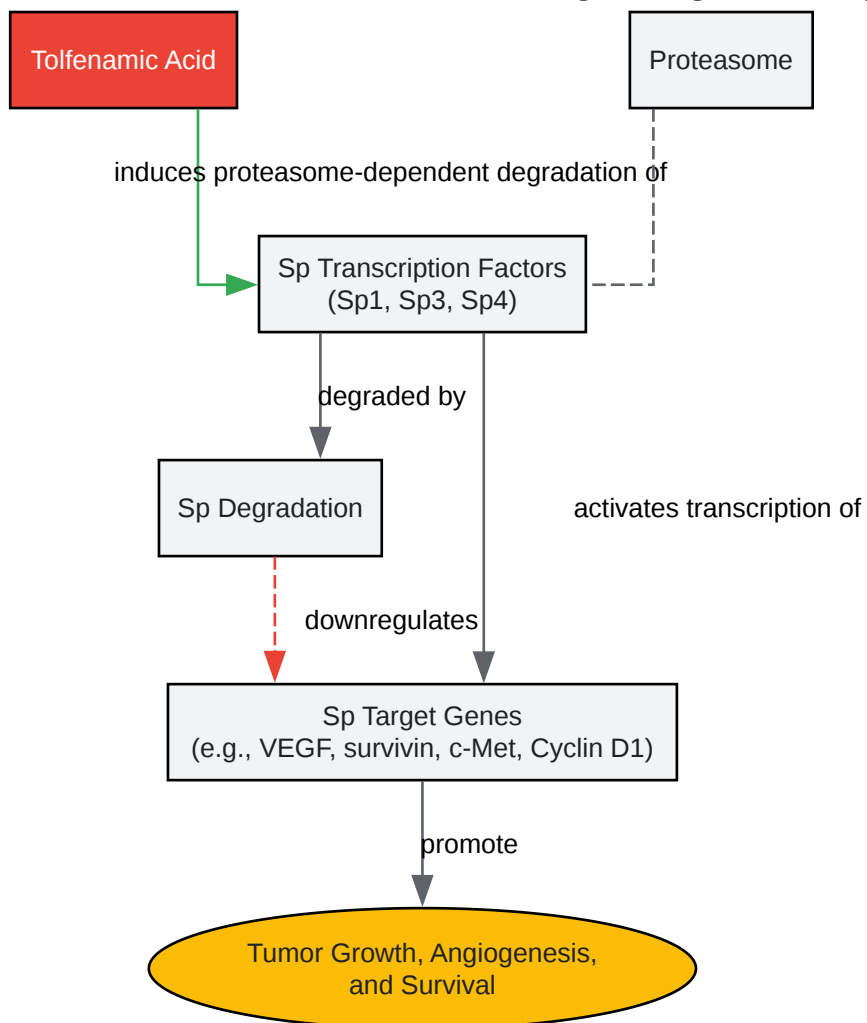 Tolfenamic Acid
Proteasome
induces proteasome-dependent degradation of
Sp Transcription Factors
(Sp1, Sp3, Sp4)
degraded by
Sp Degradation
activates transcription of
downregulates
Sp Target Genes
(e.g., VEGF, survivin, c-Met, Cyclin D1)
promote
Tumor Growth, Angiogenesis,
and Survival